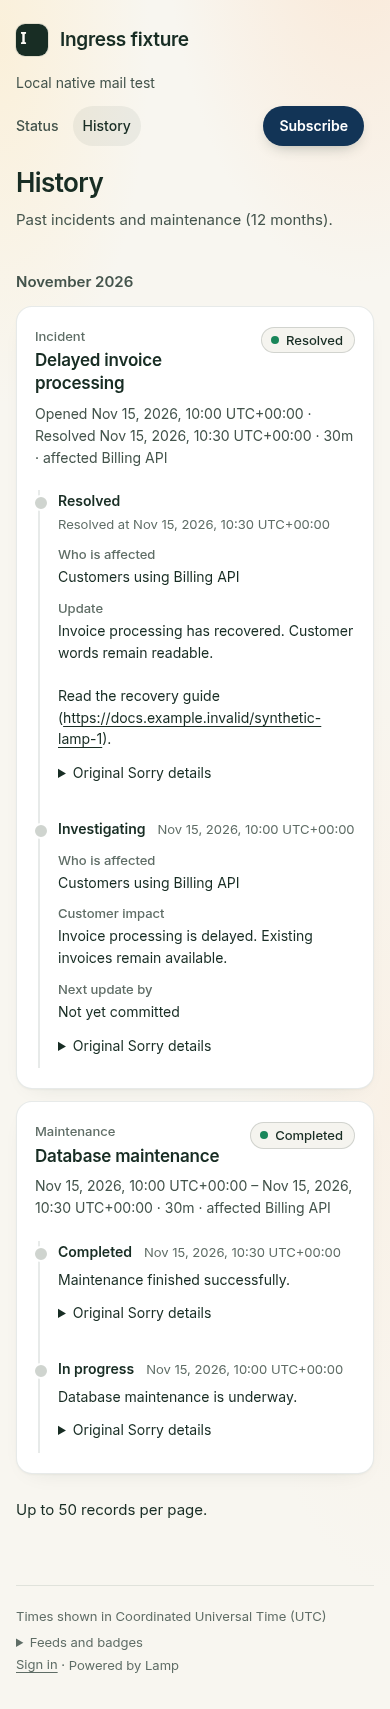 I
Ingress fixture
Local native mail test
Status History Subscribe
History
Past incidents and maintenance (12 months).
November 2026
Incident
Resolved
Delayed invoice
processing
Opened Nov 15, 2026, 10:00 UTC+00:00 ·
Resolved Nov 15, 2026, 10:30 UTC+00:00 · 30m
· affected Billing API
Resolved
Resolved at Nov 15, 2026, 10:30 UTC+00:00
Who is affected
Customers using Billing API
Update
Invoice processing has recovered. Customer
words remain readable.
Read the recovery guide
(https://docs.example.invalid/synthetic-
lamp-1).
Original Sorry details
Investigating Nov 15, 2026, 10:00 UTC+00:00
Who is affected
Customers using Billing API
Customer impact
Invoice processing is delayed. Existing
invoices remain available.
Next update by
Not yet committed
Original Sorry details
Maintenance
Completed
Database maintenance
Nov 15, 2026, 10:00 UTC+00:00 – Nov 15, 2026,
10:30 UTC+00:00 · 30m · affected Billing API
Completed Nov 15, 2026, 10:30 UTC+00:00
Maintenance finished successfully.
Original Sorry details
In progress Nov 15, 2026, 10:00 UTC+00:00
Database maintenance is underway.
Original Sorry details
Up to 50 records per page.
Times shown in Coordinated Universal Time (UTC)
Feeds and badges
Sign in · Powered by Lamp